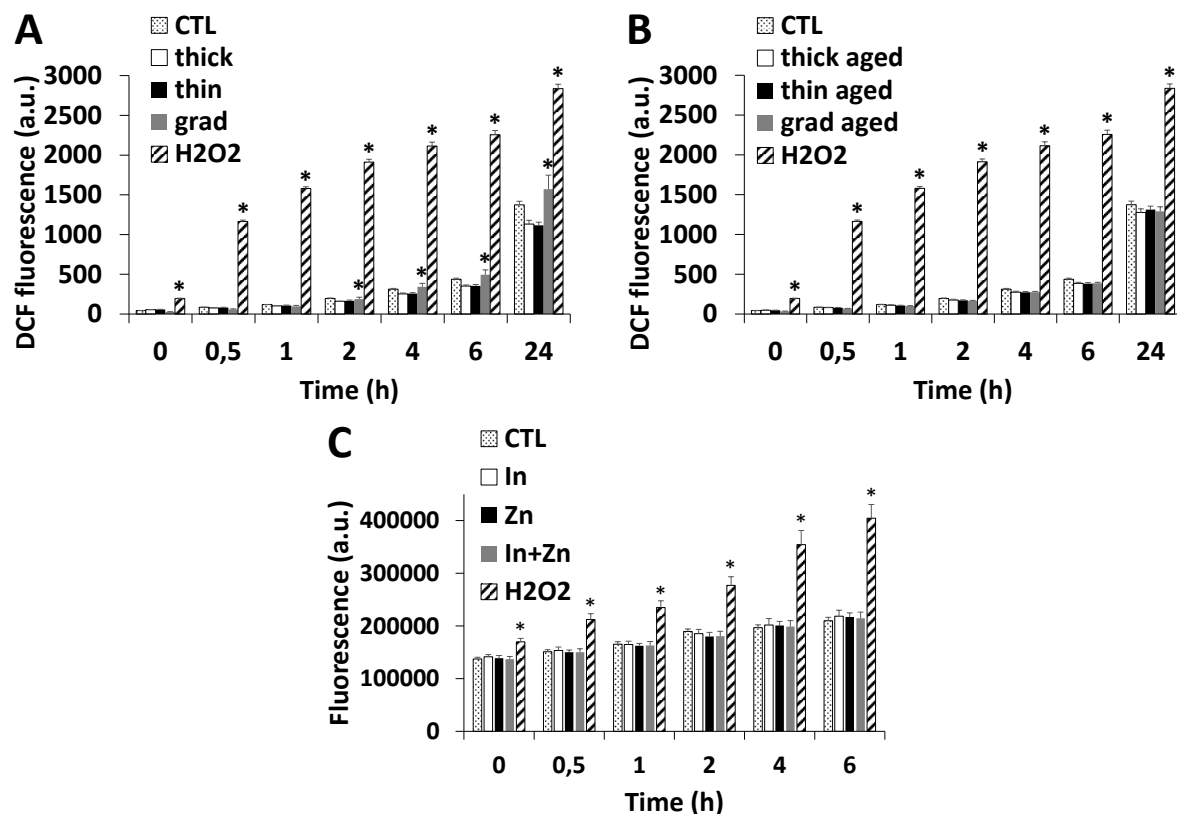 A
CTL
thick
thin
grad
H2O2
DCF fluorescence (a.u.)
3000
2500
2000
1500
1000
500
0
* * * * * * * * * * *
0 0,5 1 2 4 6 24
Time (h)
B
CTL
thick aged
thin aged
grad aged
H2O2
DCF fluorescence (a.u.)
3000
2500
2000
1500
1000
500
0
* * * * * * *
0 0,5 1 2 4 6 24
Time (h)
C
CTL
In
Zn
In+Zn
H2O2
Fluorescence (a.u.)
400000
300000
200000
100000
0
* * * * * *
0 0,5 1 2 4 6
Time (h)